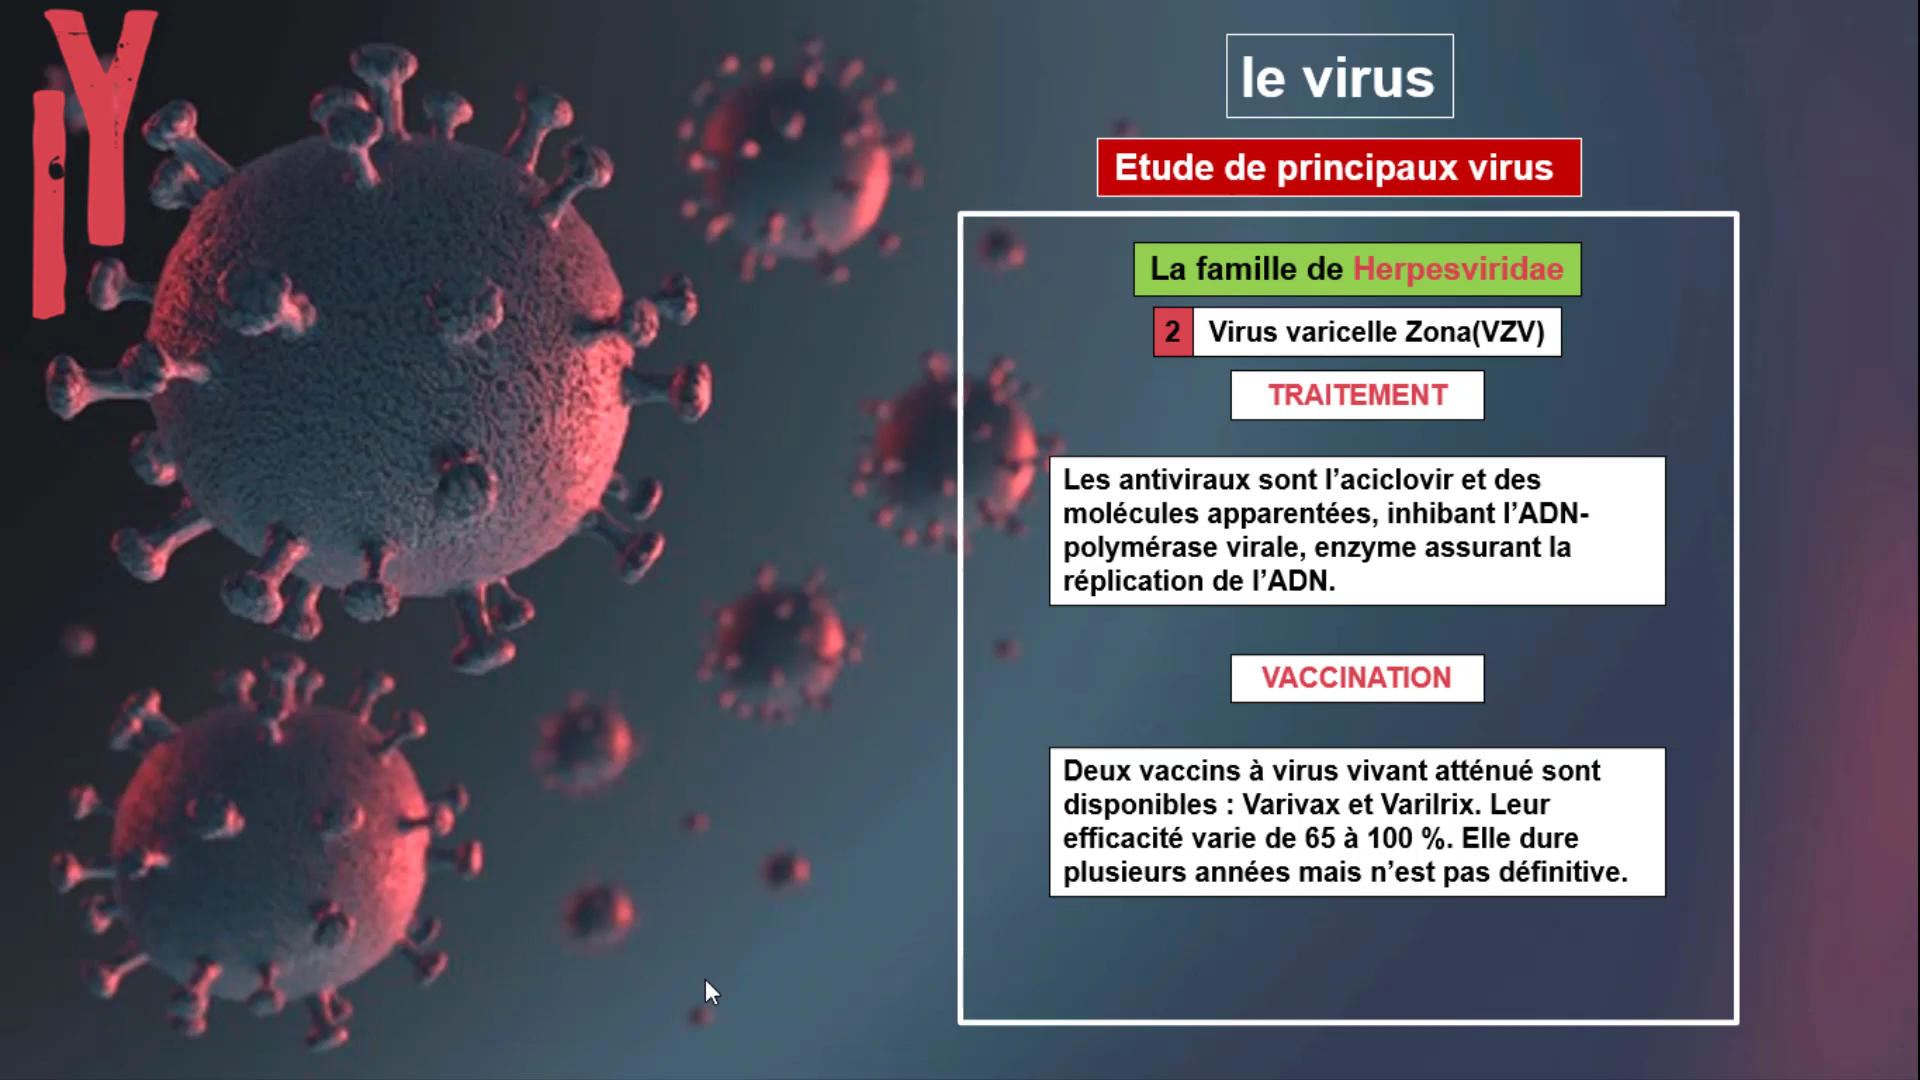 IY
le virus
Etude de principaux virus
La famille de Herpesviridae
2 Virus varicelle Zona(VZV)
TRAITEMENT
Les antiviraux sont l’aciclovir et des
molécules apparentées, inhibant l’ADN-
polymérase virale, enzyme assurant la
réplication de l’ADN.
VACCINATION
Deux vaccins à virus vivant atténué sont
disponibles : Varivax et Varilrix. Leur
efficacité varie de 65 à 100 %. Elle dure
plusieurs années mais n’est pas définitive.